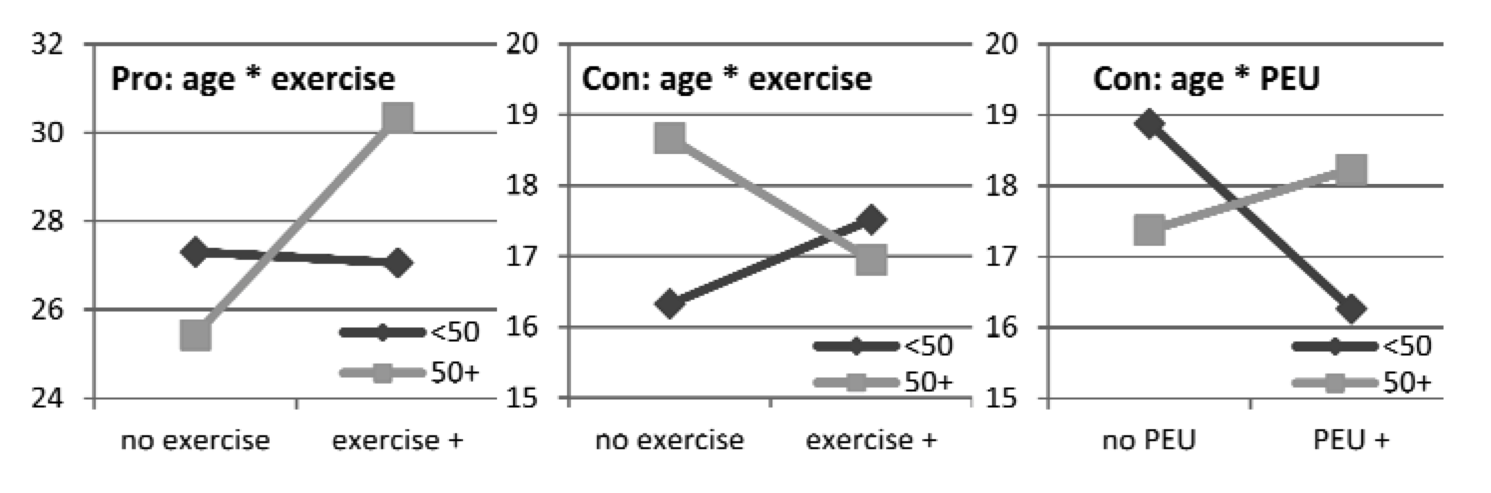 Pro: age * exercise
32
30
28
26
24
<50
50+
no exercise
exercise +
Con: age * exercise
20
19
18
17
16
15
<50
50+
no exercise
exercise +
Con: age * PEU
20
19
18
17
16
15
<50
50+
no PEU
PEU +